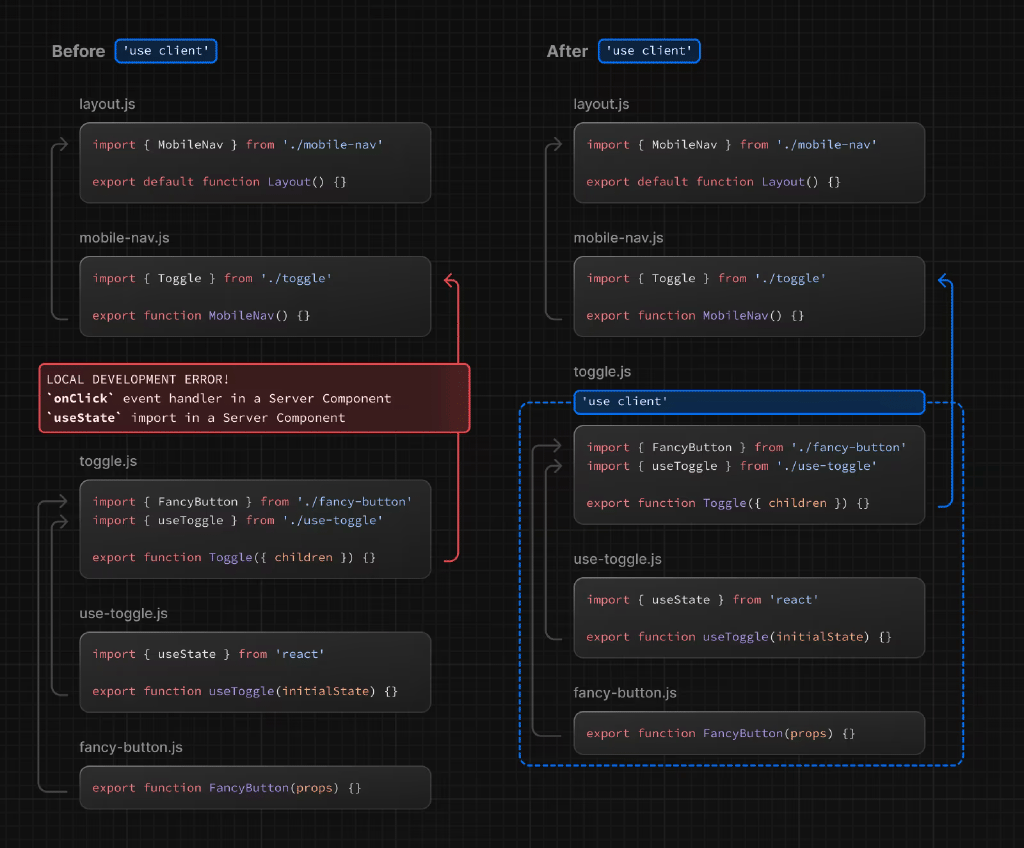 Before 'use client'
layout.js
import { MobileNav } from './mobile-nav'
export default function Layout() {}
mobile-nav.js
import { Toggle } from './toggle'
export function MobileNav() {}
LOCAL DEVELOPMENT ERROR!
`onClick` event handler in a Server Component
`useState` import in a Server Component
toggle.js
import { FancyButton } from './fancy-button'
import { useToggle } from './use-toggle'
export function Toggle({ children }) {}
use-toggle.js
import { useState } from 'react'
export function useToggle(initialState) {}
fancy-button.js
export function FancyButton(props) {}
After 'use client'
layout.js
import { MobileNav } from './mobile-nav'
export default function Layout() {}
mobile-nav.js
import { Toggle } from './toggle'
export function MobileNav() {}
toggle.js
'use client'
import { FancyButton } from './fancy-button'
import { useToggle } from './use-toggle'
export function Toggle({ children }) {}
use-toggle.js
import { useState } from 'react'
export function useToggle(initialState) {}
fancy-button.js
export function FancyButton(props) {}